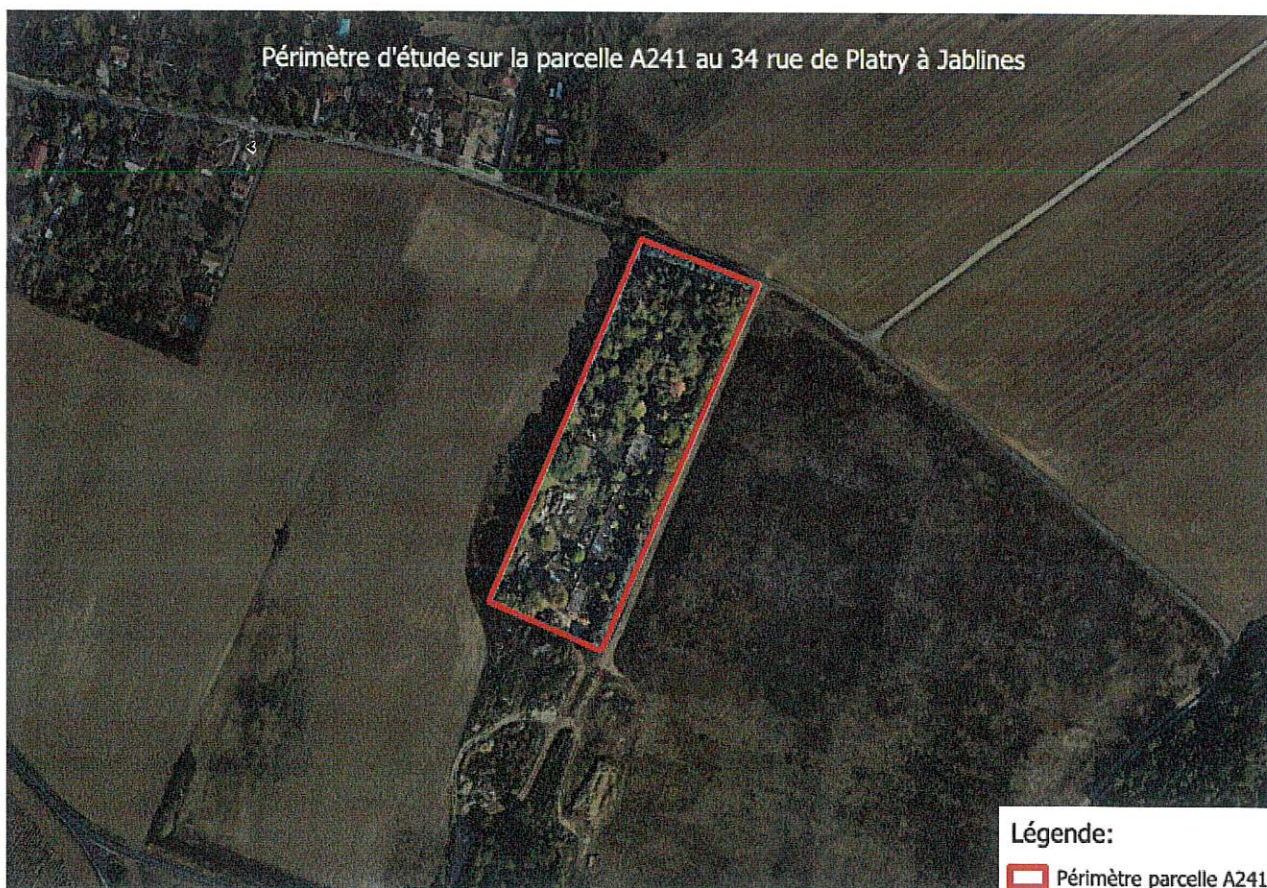 Périmètre d'étude sur la parcelle A241 au 34 rue de Platry à Jablines
Légende:
Périmètre parcelle A241